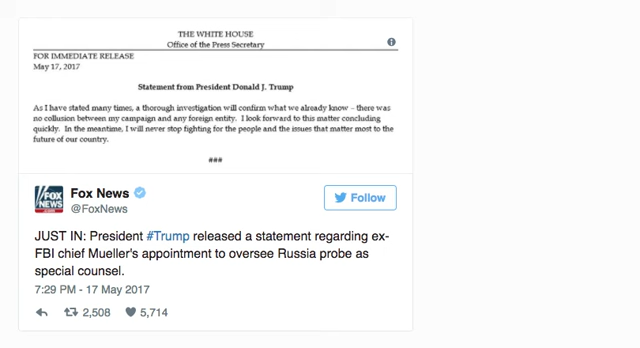 THE WHITE HOUSE
Office of the Press Secretary
FOR IMMEDIATE RELEASE
May 17, 2017
Statement from President Donald J. Trump
As I have stated many times, a thorough investigation will confirm what we already know – there was
no collusion between my campaign and any foreign entity. I look forward to this matter concluding
quickly. In the meantime, I will never stop fighting for the people and the issues that matter most to the
future of our country.
###
FOX
NEWS
Fox News
@FoxNews
Follow
JUST IN: President #Trump released a statement regarding ex-
FBI chief Mueller's appointment to oversee Russia probe as
special counsel.
7:29 PM - 17 May 2017
2,508 5,714